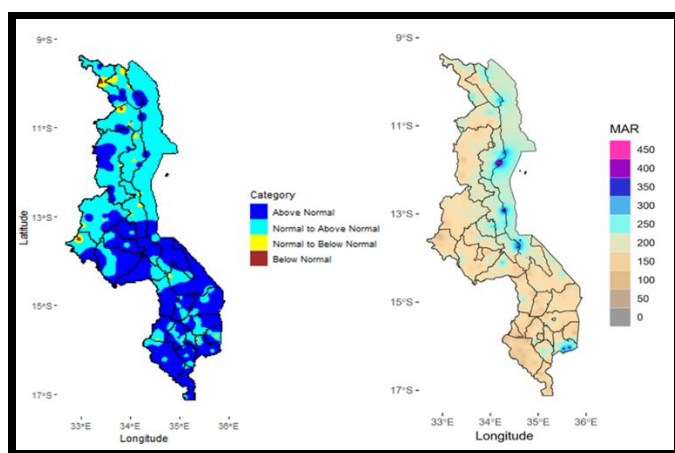 9°S
11°S
13°S
15°S
17°S
Latitude
33°E 34°E 35°E 36°E
Longitude
Category
Above Normal
Normal to Above Normal
Normal to Below Normal
Below Normal
9°S
11°S
13°S
15°S
17°S
33°E 34°E 35°E 36°E
Longitude
MAR
450
400
350
300
250
200
150
100
50
0